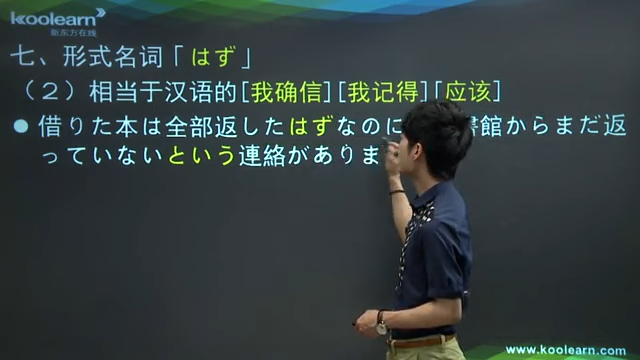 koolearn
新东方在线
七、形式名词「はず」
（2）相当于汉语的[我确信][我记得][应该]
● 借りた本は全部返したはずなのに 書館からまだ返
っていないという連絡がありま
www.koolearn.com